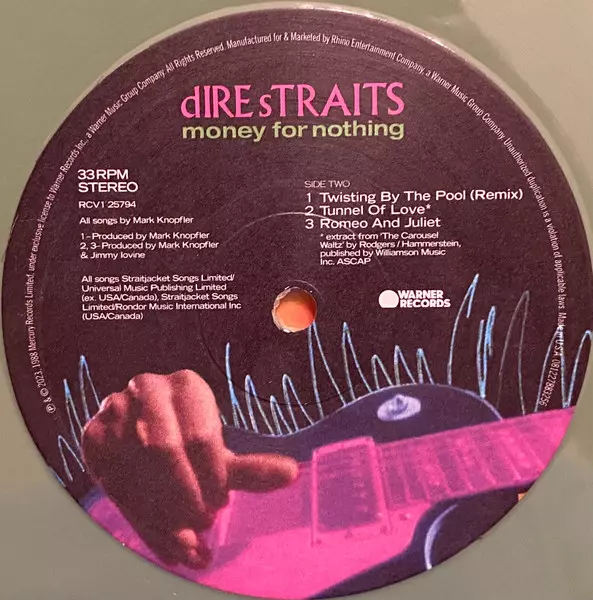 dIRE sTRAITS
money for nothing
33 RPM
STEREO
RCV1 25794
All songs by Mark Knopfler
1-Produced by Mark Knopfler
2, 3-Produced by Mark Knopfler
& Jimmy Iovine
All songs Straitjacket Songs Limited/
Universal Music Publishing Limited
(ex. USA/Canada), Straitjacket Songs
Limited/Rondor Music International Inc
(USA/Canada)
SIDE TWO
1 Twisting By The Pool (Remix)
2 Tunnel Of Love*
3 Romeo And Juliet
* extract from 'The Carousel
Waltz' by Rodgers / Hammerstein,
published by Williamson Music
Inc. ASCAP
WARNER
RECORDS
℗ & © 2023, 1988 Mercury Records Limited, under exclusive license to Warner Records Inc., a Warner Music Group Company. All Rights Reserved. Manufactured for & Marketed by Rhino Entertainment Company, a Warner Music Group Company. Unauthorized duplication is a violation of applicable laws. Made in U.S.A. 081227883256